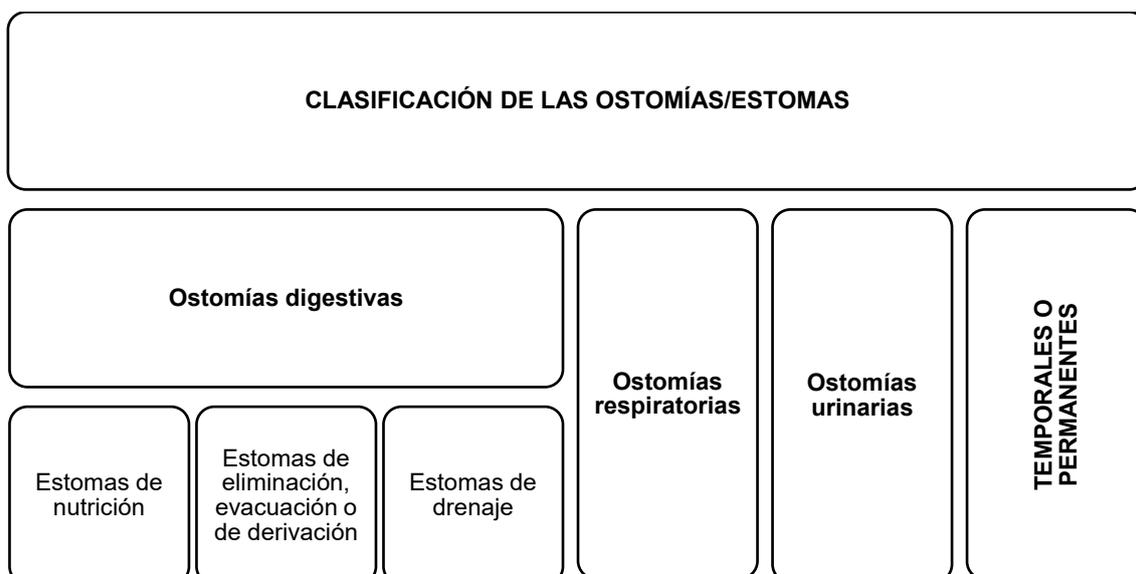 CLASIFICACIÓN DE LAS OSTOMÍAS/ESTOMAS
Ostomías digestivas
Estomas de
nutrición
Estomas de
eliminación,
evacuación o
de derivación
Estomas de
drenaje
Ostomías
respiratorias
Ostomías
urinarias
TEMPORALES O
PERMANENTES